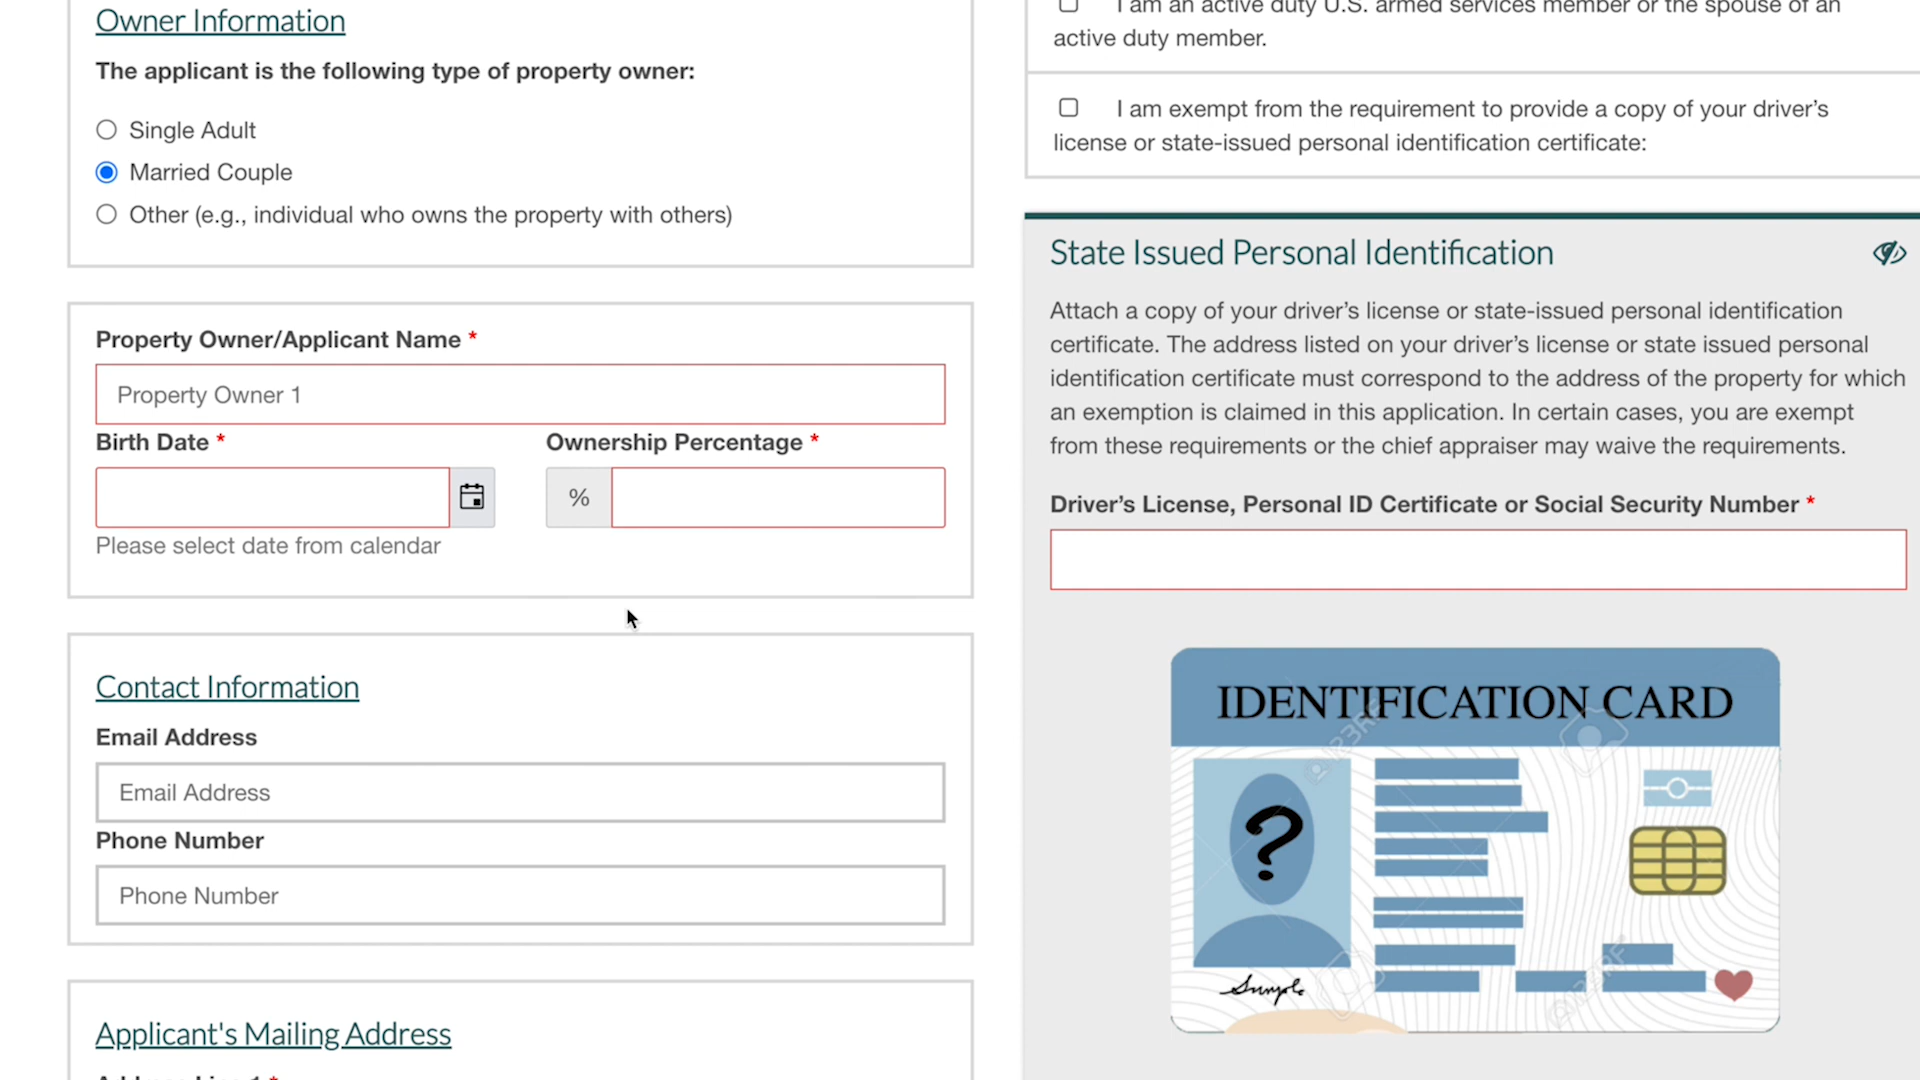 Owner Information
The applicant is the following type of property owner:
Single Adult
Married Couple
Other (e.g., individual who owns the property with others)
Property Owner/Applicant Name *
Property Owner 1
Birth Date *
Ownership Percentage *
%
Please select date from calendar
Contact Information
Email Address
Email Address
Phone Number
Phone Number
Applicant's Mailing Address
Address Line 1 *
I am an active duty U.S. armed services member or the spouse of an
active duty member.
I am exempt from the requirement to provide a copy of your driver’s
license or state-issued personal identification certificate:
State Issued Personal Identification
Attach a copy of your driver’s license or state-issued personal identification
certificate. The address listed on your driver’s license or state issued personal
identification certificate must correspond to the address of the property for which
an exemption is claimed in this application. In certain cases, you are exempt
from these requirements or the chief appraiser may waive the requirements.
Driver’s License, Personal ID Certificate or Social Security Number *
IDENTIFICATION CARD
?
Sample
123RF
123RF